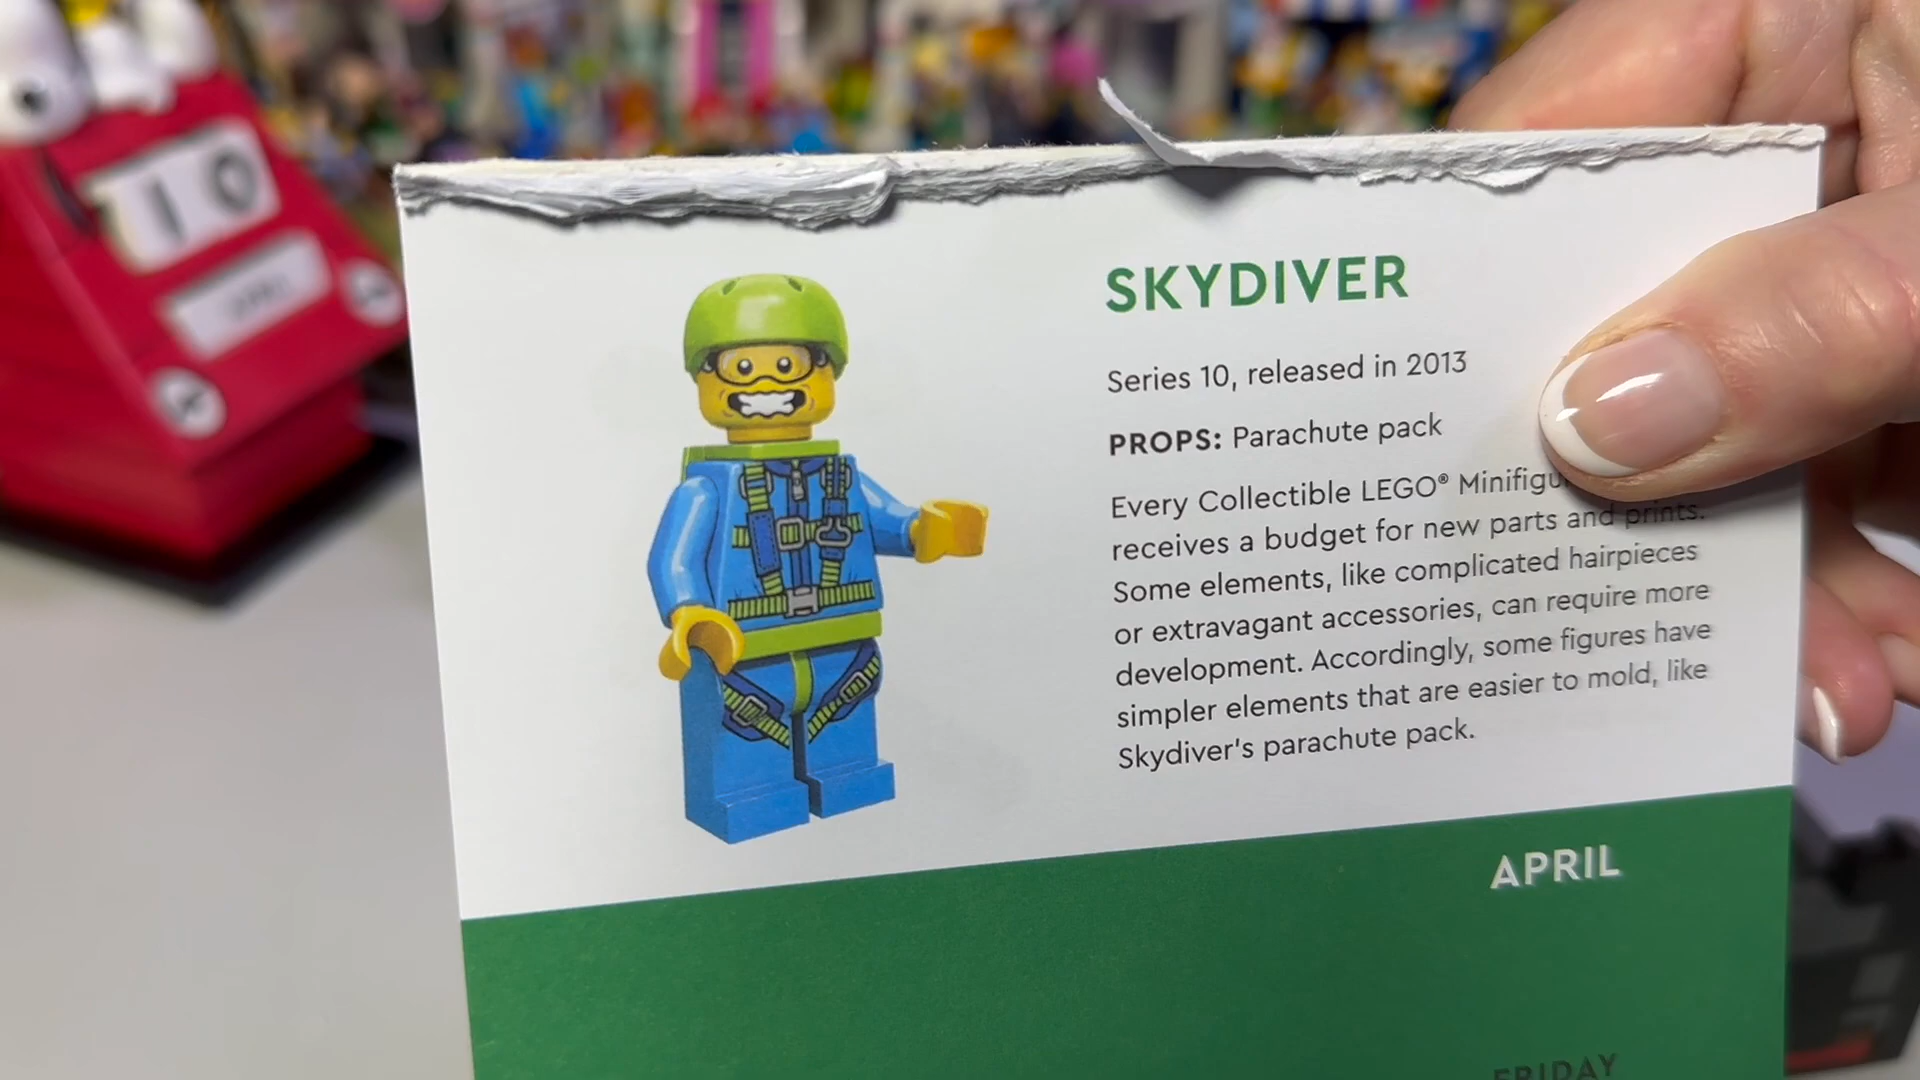 10
SKYDIVER
Series 10, released in 2013
PROPS: Parachute pack
Every Collectible LEGO® Minifigu
receives a budget for new parts and prints.
Some elements, like complicated hairpieces
or extravagant accessories, can require more
development. Accordingly, some figures have
simpler elements that are easier to mold, like
Skydiver's parachute pack.
APRIL
FRIDAY